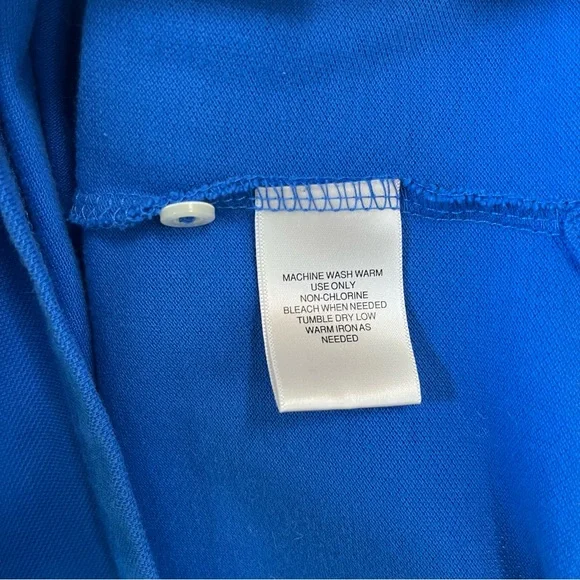 MACHINE WASH WARM
USE ONLY
NON-CHLORINE
BLEACH WHEN NEEDED
TUMBLE DRY LOW
WARM IRON AS
NEEDED